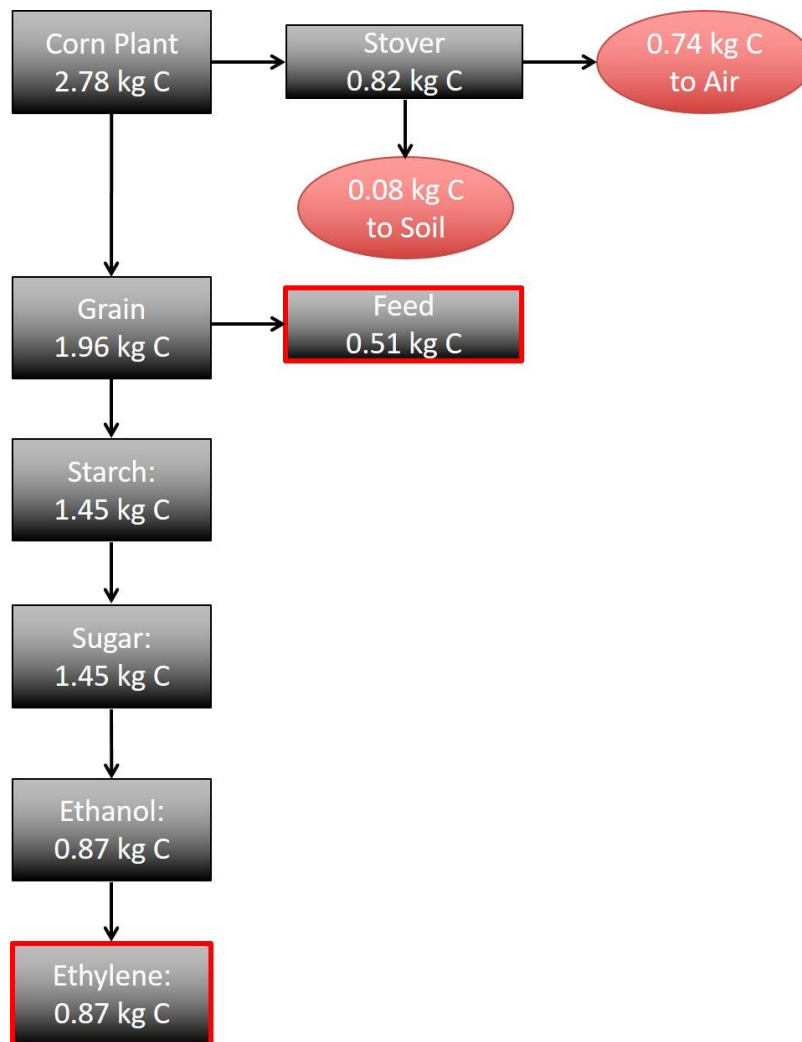 Corn Plant
2.78 kg C
Stover
0.82 kg C
0.74 kg C
to Air
0.08 kg C
to Soil
Grain
1.96 kg C
Feed
0.51 kg C
Starch:
1.45 kg C
Sugar:
1.45 kg C
Ethanol:
0.87 kg C
Ethylene:
0.87 kg C